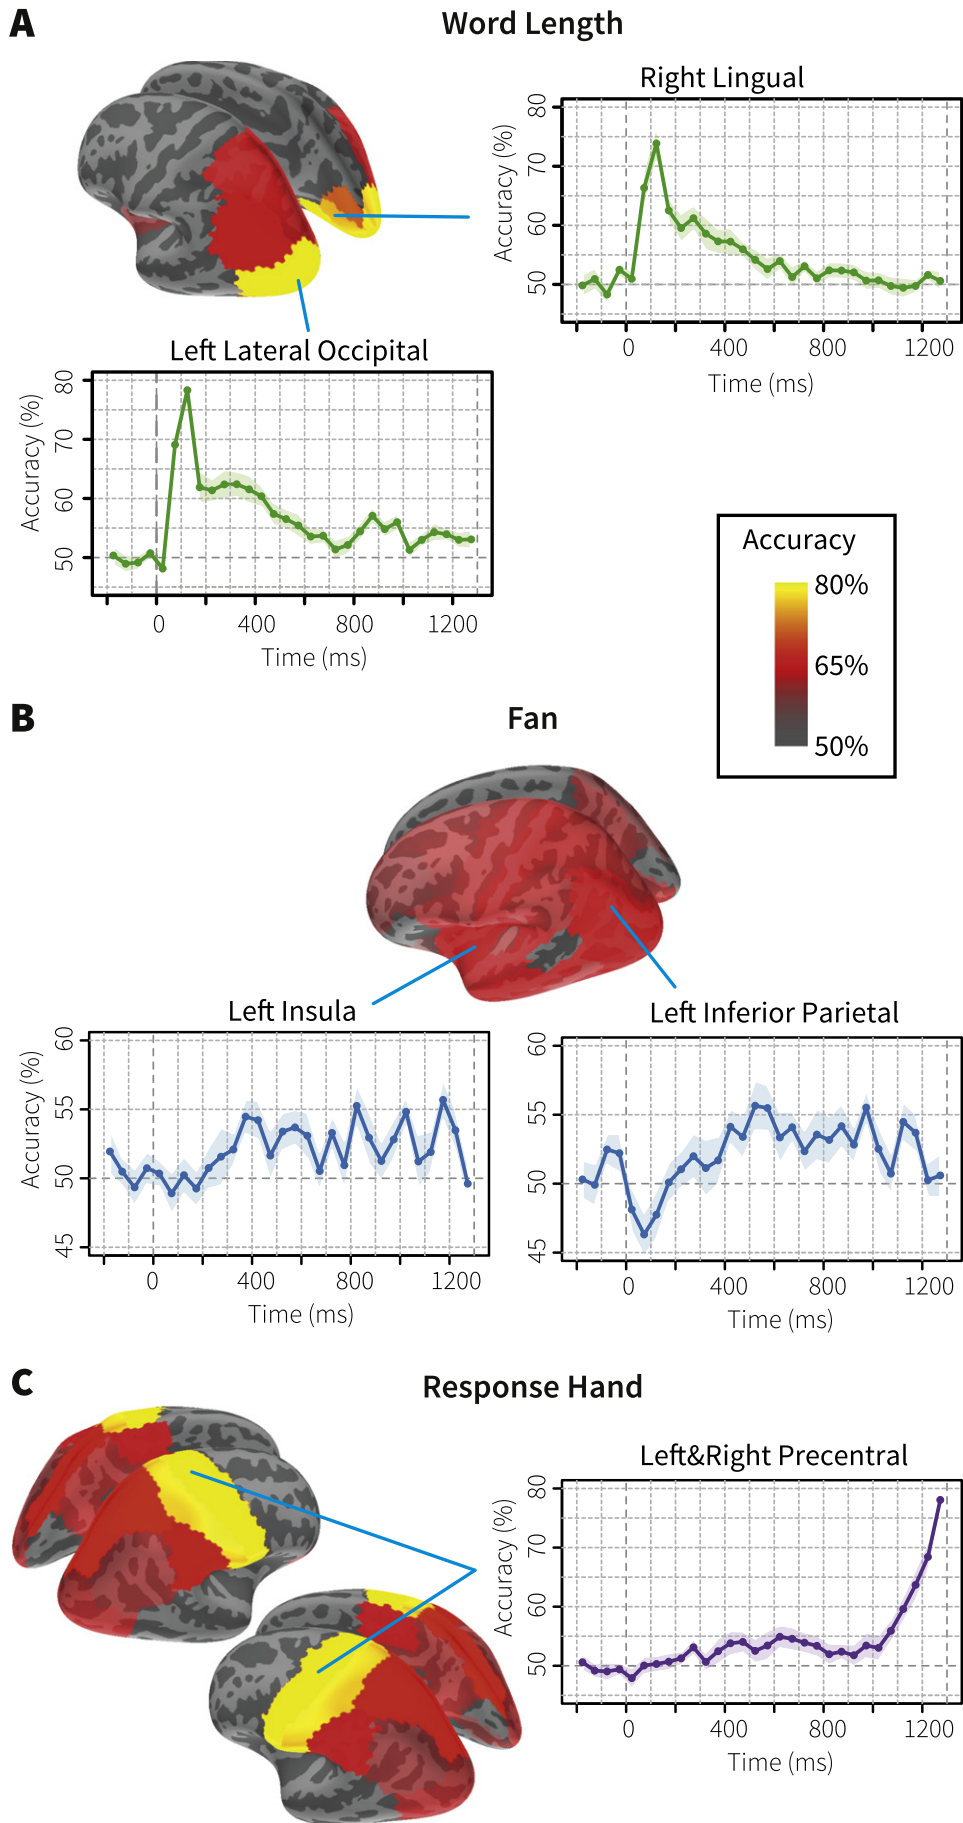 A
Word Length
Right Lingual
Accuracy (%)
80
70
60
50
0 400 800 1200
Time (ms)
Left Lateral Occipital
Accuracy (%)
80
70
60
50
0 400 800 1200
Time (ms)
Accuracy
80%
65%
50%
B
Fan
Left Insula
Accuracy (%)
60
55
50
45
0 400 800 1200
Time (ms)
Left Inferior Parietal
60
55
50
45
0 400 800 1200
Time (ms)
C
Response Hand
Left&Right Precentral
Accuracy (%)
80
70
60
50
0 400 800 1200
Time (ms)